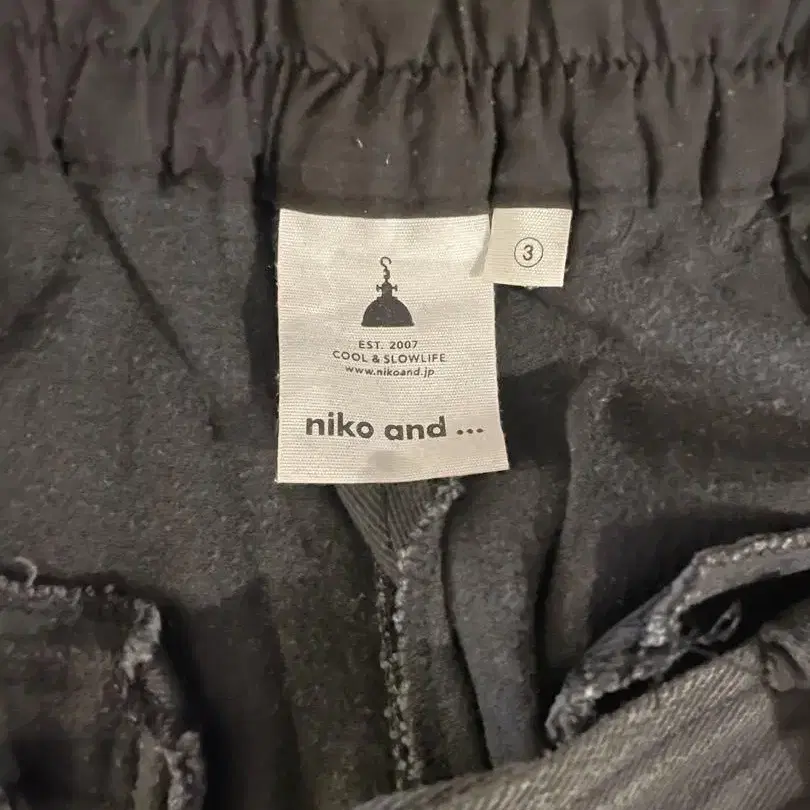 ③
EST. 2007
COOL & SLOWLIFE
www.nikoand.jp
niko and ...